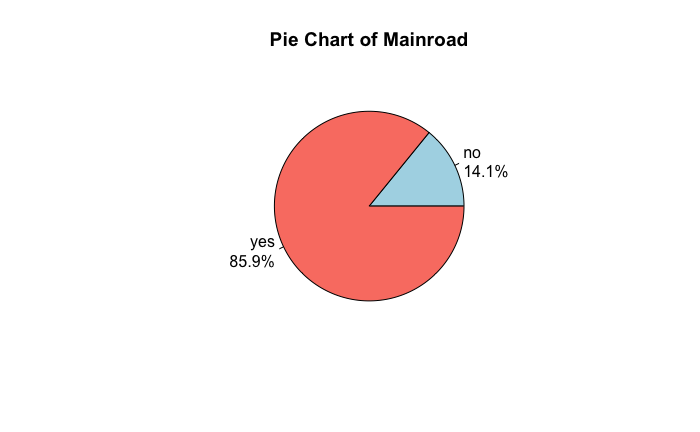 Pie Chart of Mainroad
no
14.1%
yes
85.9%